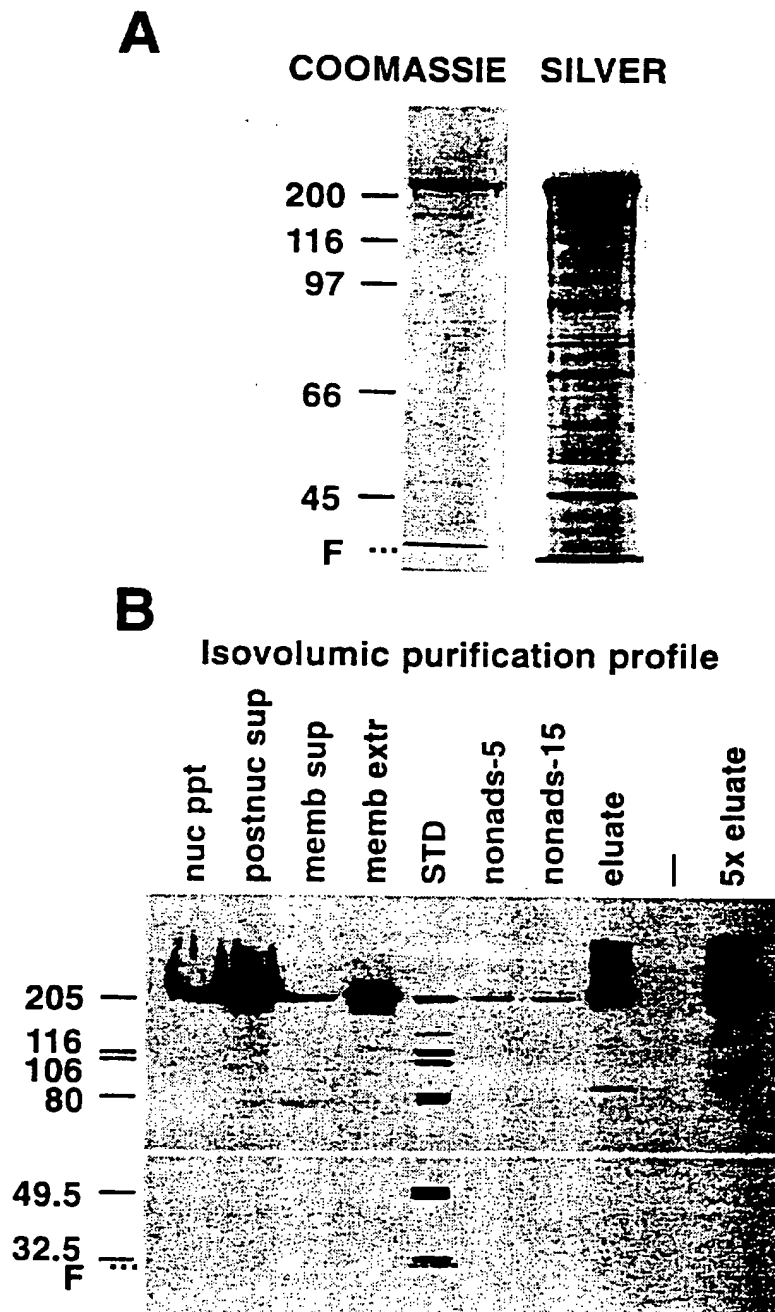 A
COOMASSIE SILVER
200
116
97
66
45
F
B
Isovolumic purification profile
nuc ppt
postnuc sup
memb sup
memb extr
STD
nonads-5
nonads-15
eluate
—
5x eluate
205
116
106
80
49.5
32.5
F